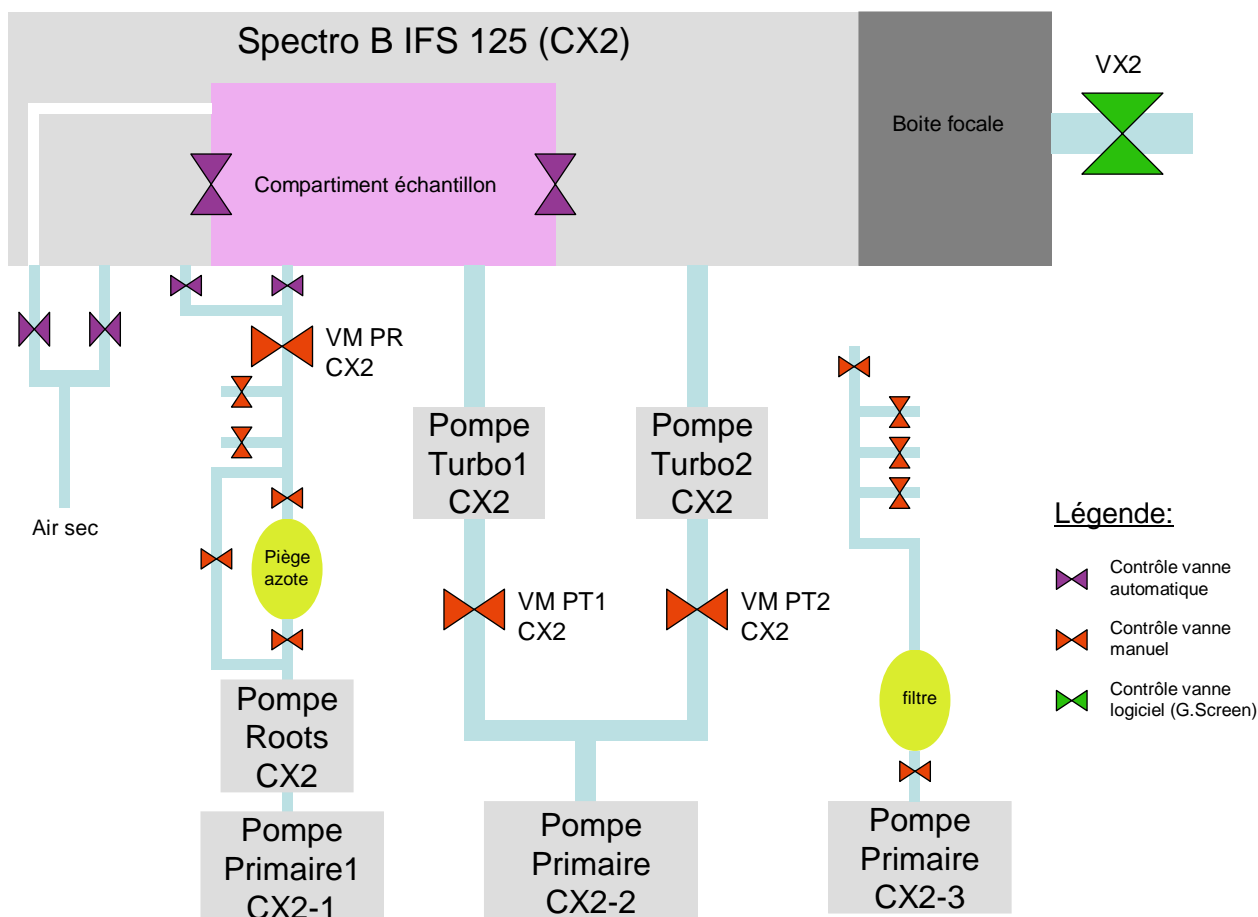 Spectro B IFS 125 (CX2)
VX2
Boite focale
Compartiment échantillon
VM PR
CX2
Air sec
Piège
azote
Pompe
Turbo1
CX2
Pompe
Turbo2
CX2
VM PT1
CX2
VM PT2
CX2
filtre
Pompe
Roots
CX2
Pompe
Primaire1
CX2-1
Pompe
Primaire
CX2-2
Pompe
Primaire
CX2-3
Légende:
Contrôle vanne
automatique
Contrôle vanne
manuel
Contrôle vanne
logiciel (G.Screen)